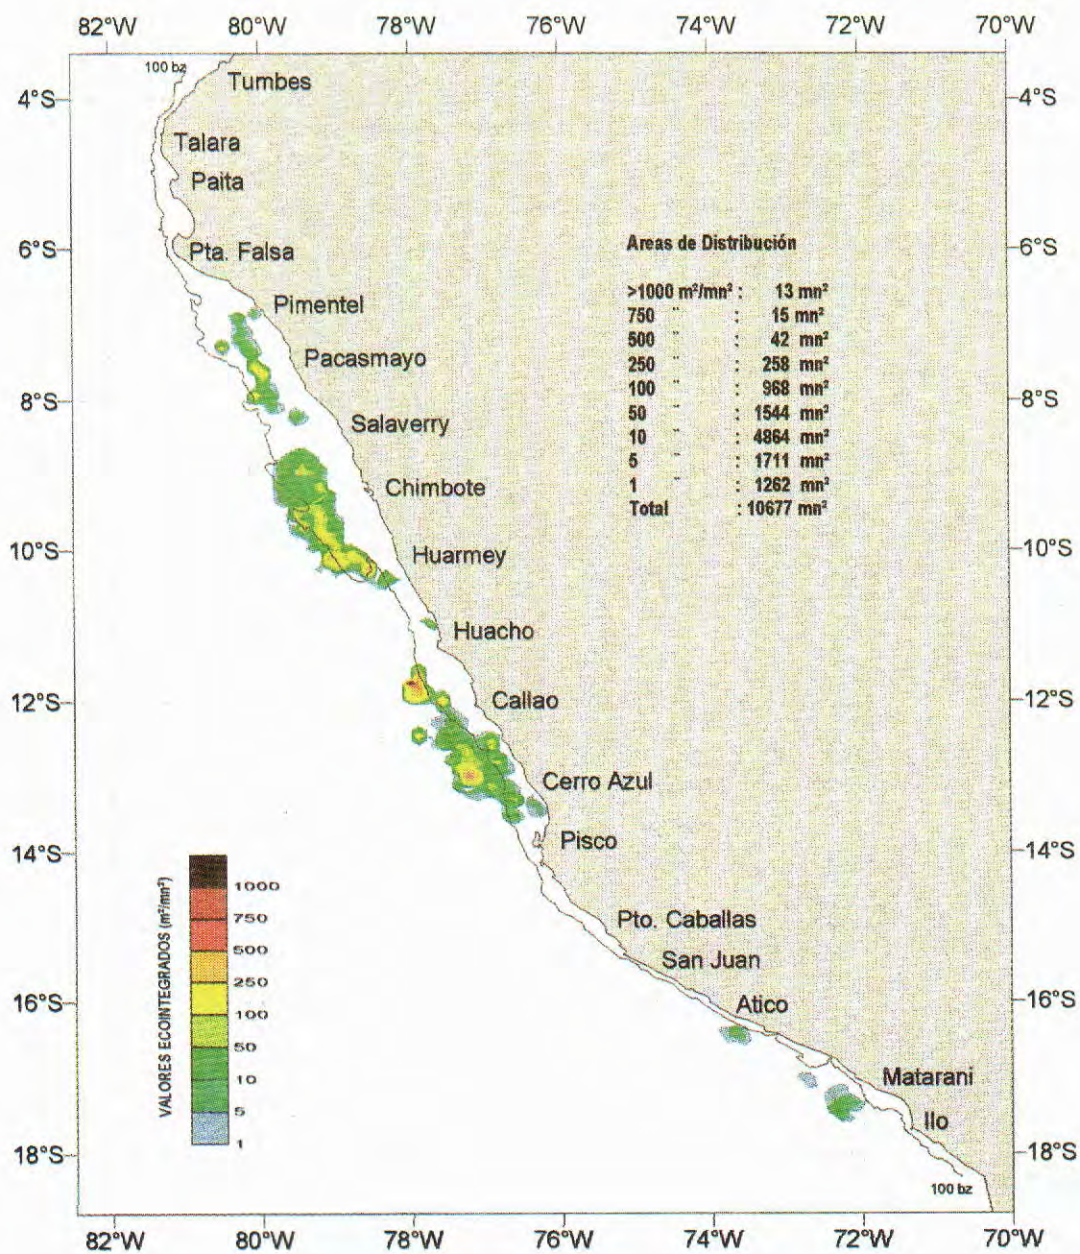 82°W 80°W 78°W 76°W 74°W 72°W 70°W
100 bz
Tumbes
4°S 4°S
Talara
Paita
6°S 6°S
Pta. Falsa
Areas de Distribución
Pimentel
>1000 m²/mn² : 13 mn²
750 " : 15 mn²
500 " : 42 mn²
250 " : 258 mn²
100 " : 968 mn²
50 " : 1544 mn²
10 " : 4864 mn²
5 " : 1711 mn²
1 " : 1262 mn²
Total : 10677 mn²
Pacasmayo
8°S 8°S
Salaverry
Chimbote
10°S 10°S
Huarmey
Huacho
12°S 12°S
Callao
Cerro Azul
Pisco
14°S 14°S
VALORES ECOINTEGRADOS (m²/mn²)
1000
750
500
250
100
50
10
5
1
Pto. Caballas
San Juan
16°S 16°S
Atico
Matarani
Ilo
18°S 18°S
100 bz
82°W 80°W 78°W 76°W 74°W 72°W 70°W